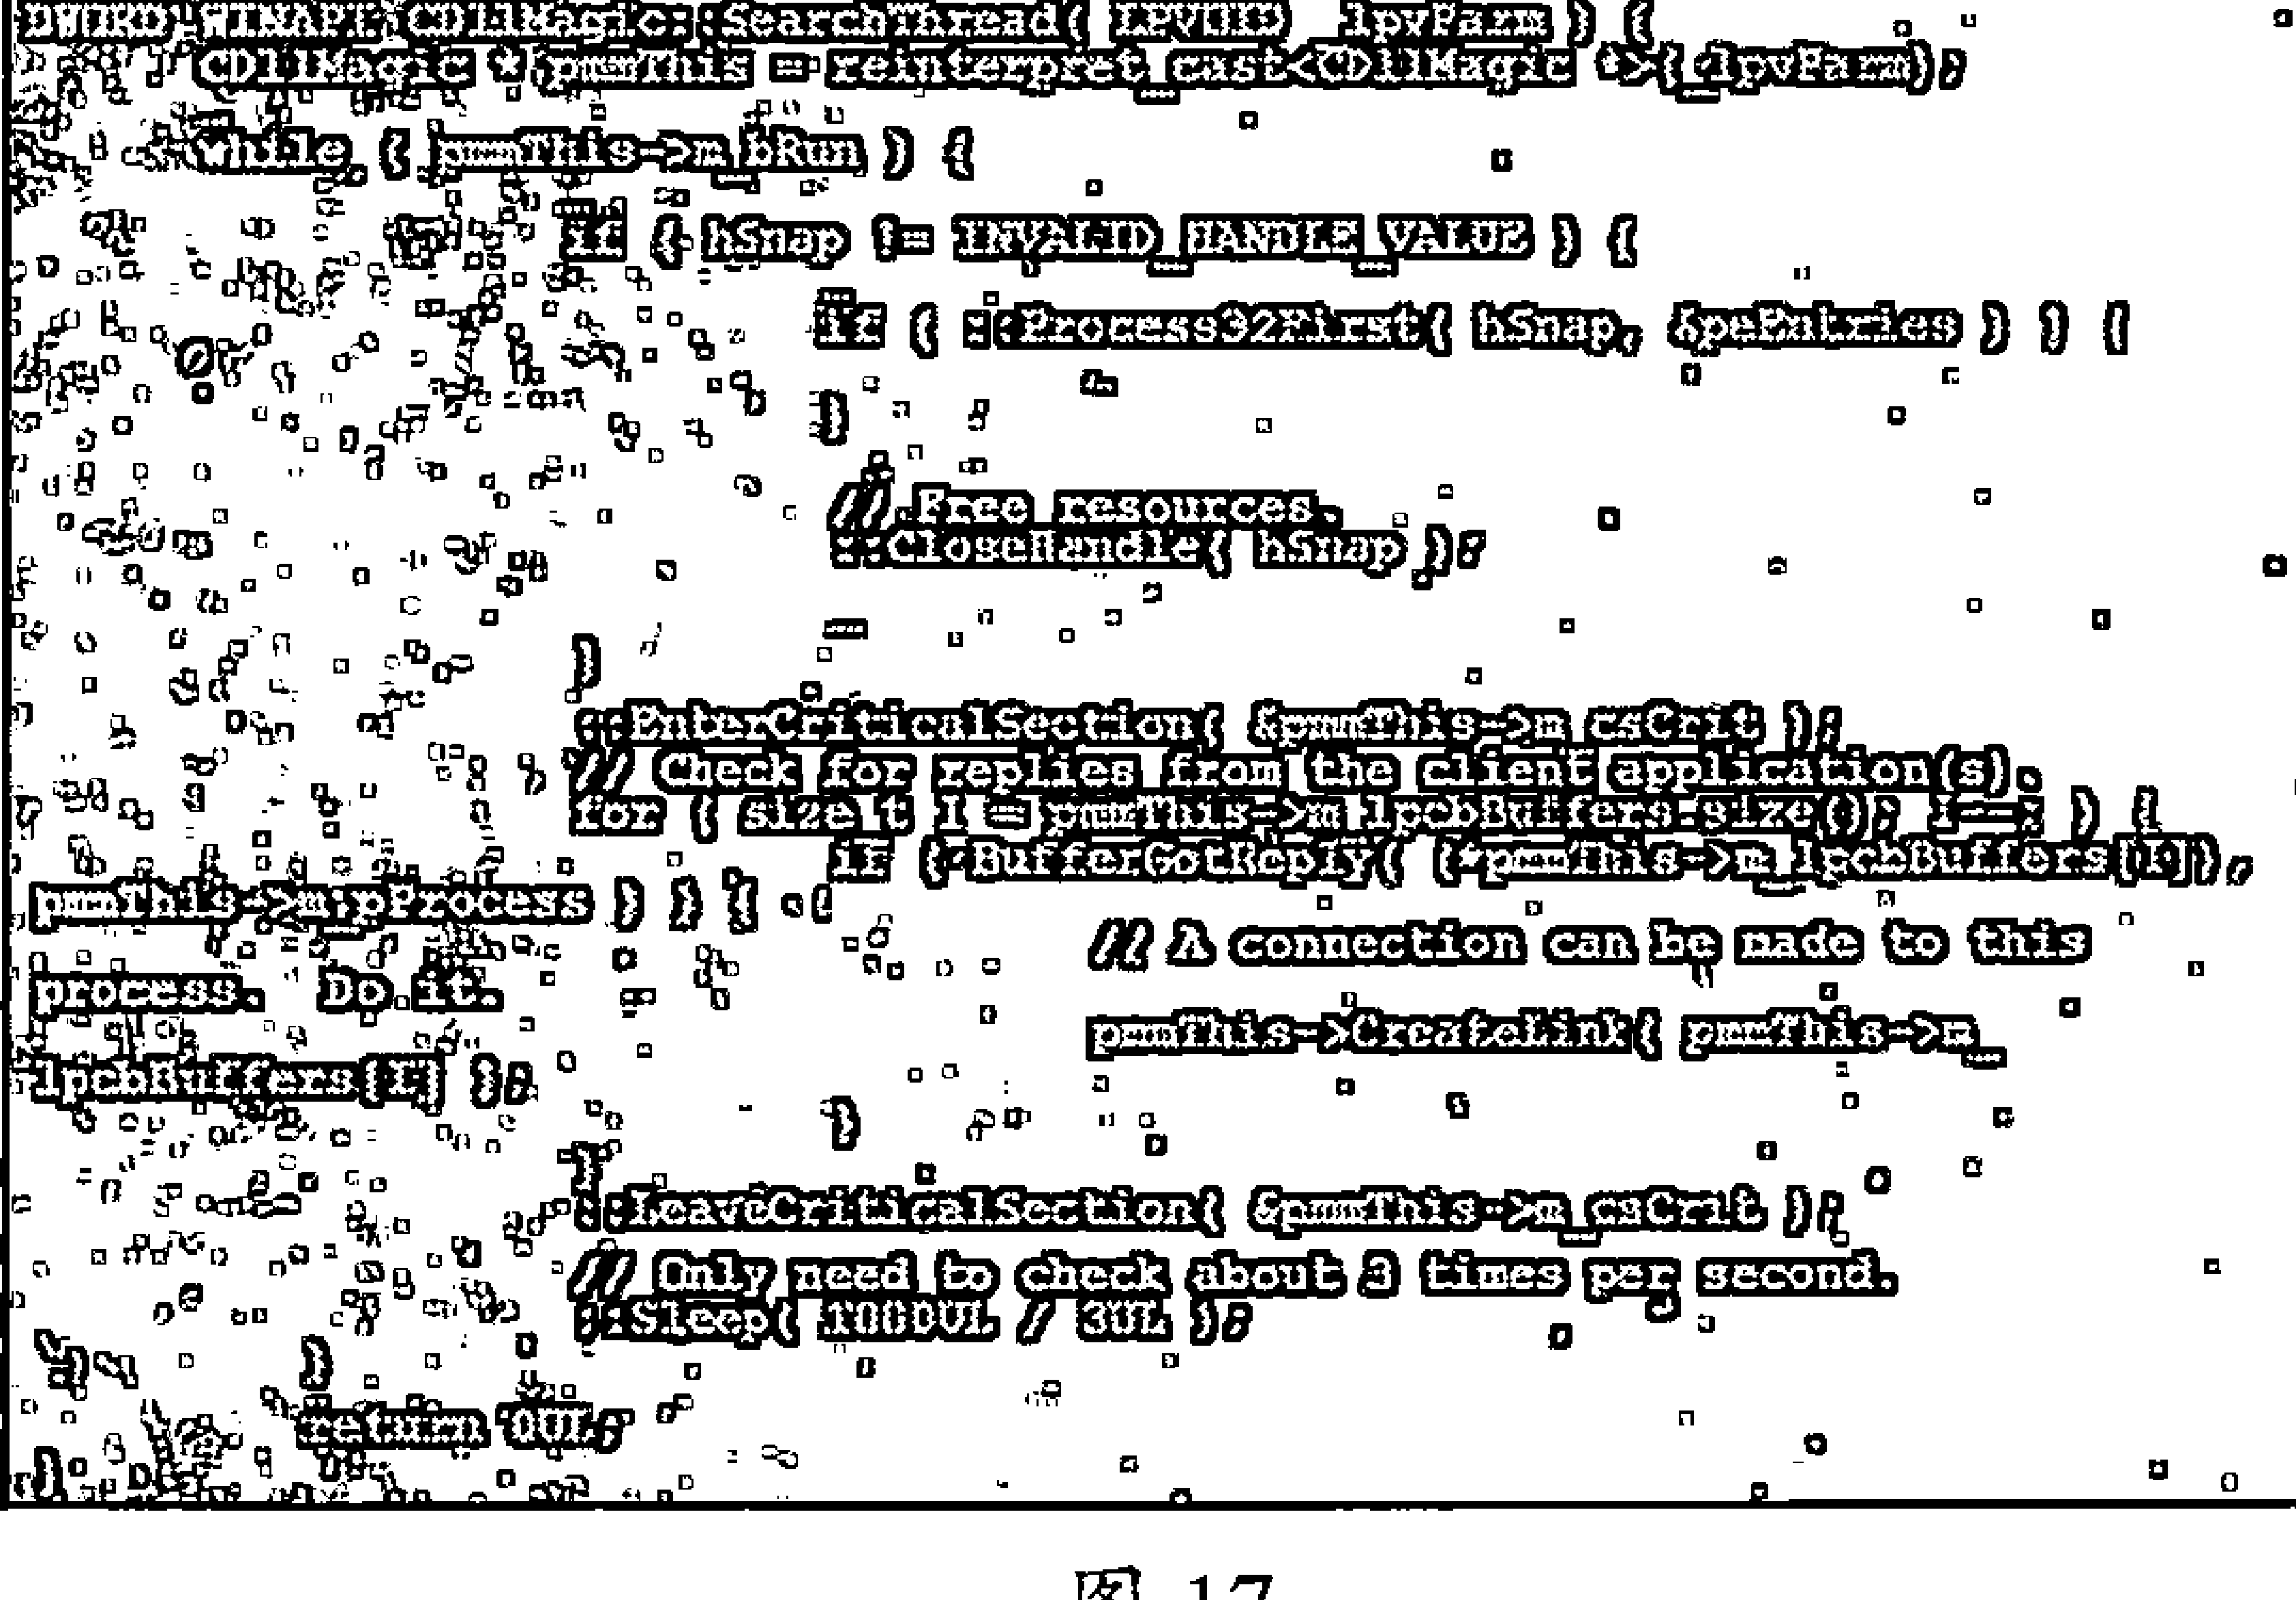 DWORD WINAPI CDllMagic::SearchThread( LPVOID lpvParm ) {
CDllMagic * pmmThis = reinterpret_cast<CDllMagic *>( lpvParm);
while ( pmmThis->m_bRun ) {
if ( hSnap != INVALID_HANDLE_VALUE ) {
if ( ::Process32First( hSnap, &peEntries ) ) {
}
// Free resources.
::CloseHandle( hSnap );
}
::EnterCriticalSection( &pmmThis->m_csCrit );
// Check for replies from the client application(s).
for ( size_t I = pmmThis->m_lpcbBuffers.size(); I--; ) {
if ( BufferGotReply( (*pmmThis->m_lpcbBuffers[I]),
pmmThis->m_pProcess ) ) {
// A connection can be made to this
process. Do it.
pmmThis->CreateLink( pmmThis->m_
lpcbBuffers[I] );
}
}
::LeaveCriticalSection( &pmmThis->m_csCrit );
// Only need to check about 3 times per second.
::Sleep( 1000UL / 3UL );
}
return 0UL;
}
图 17